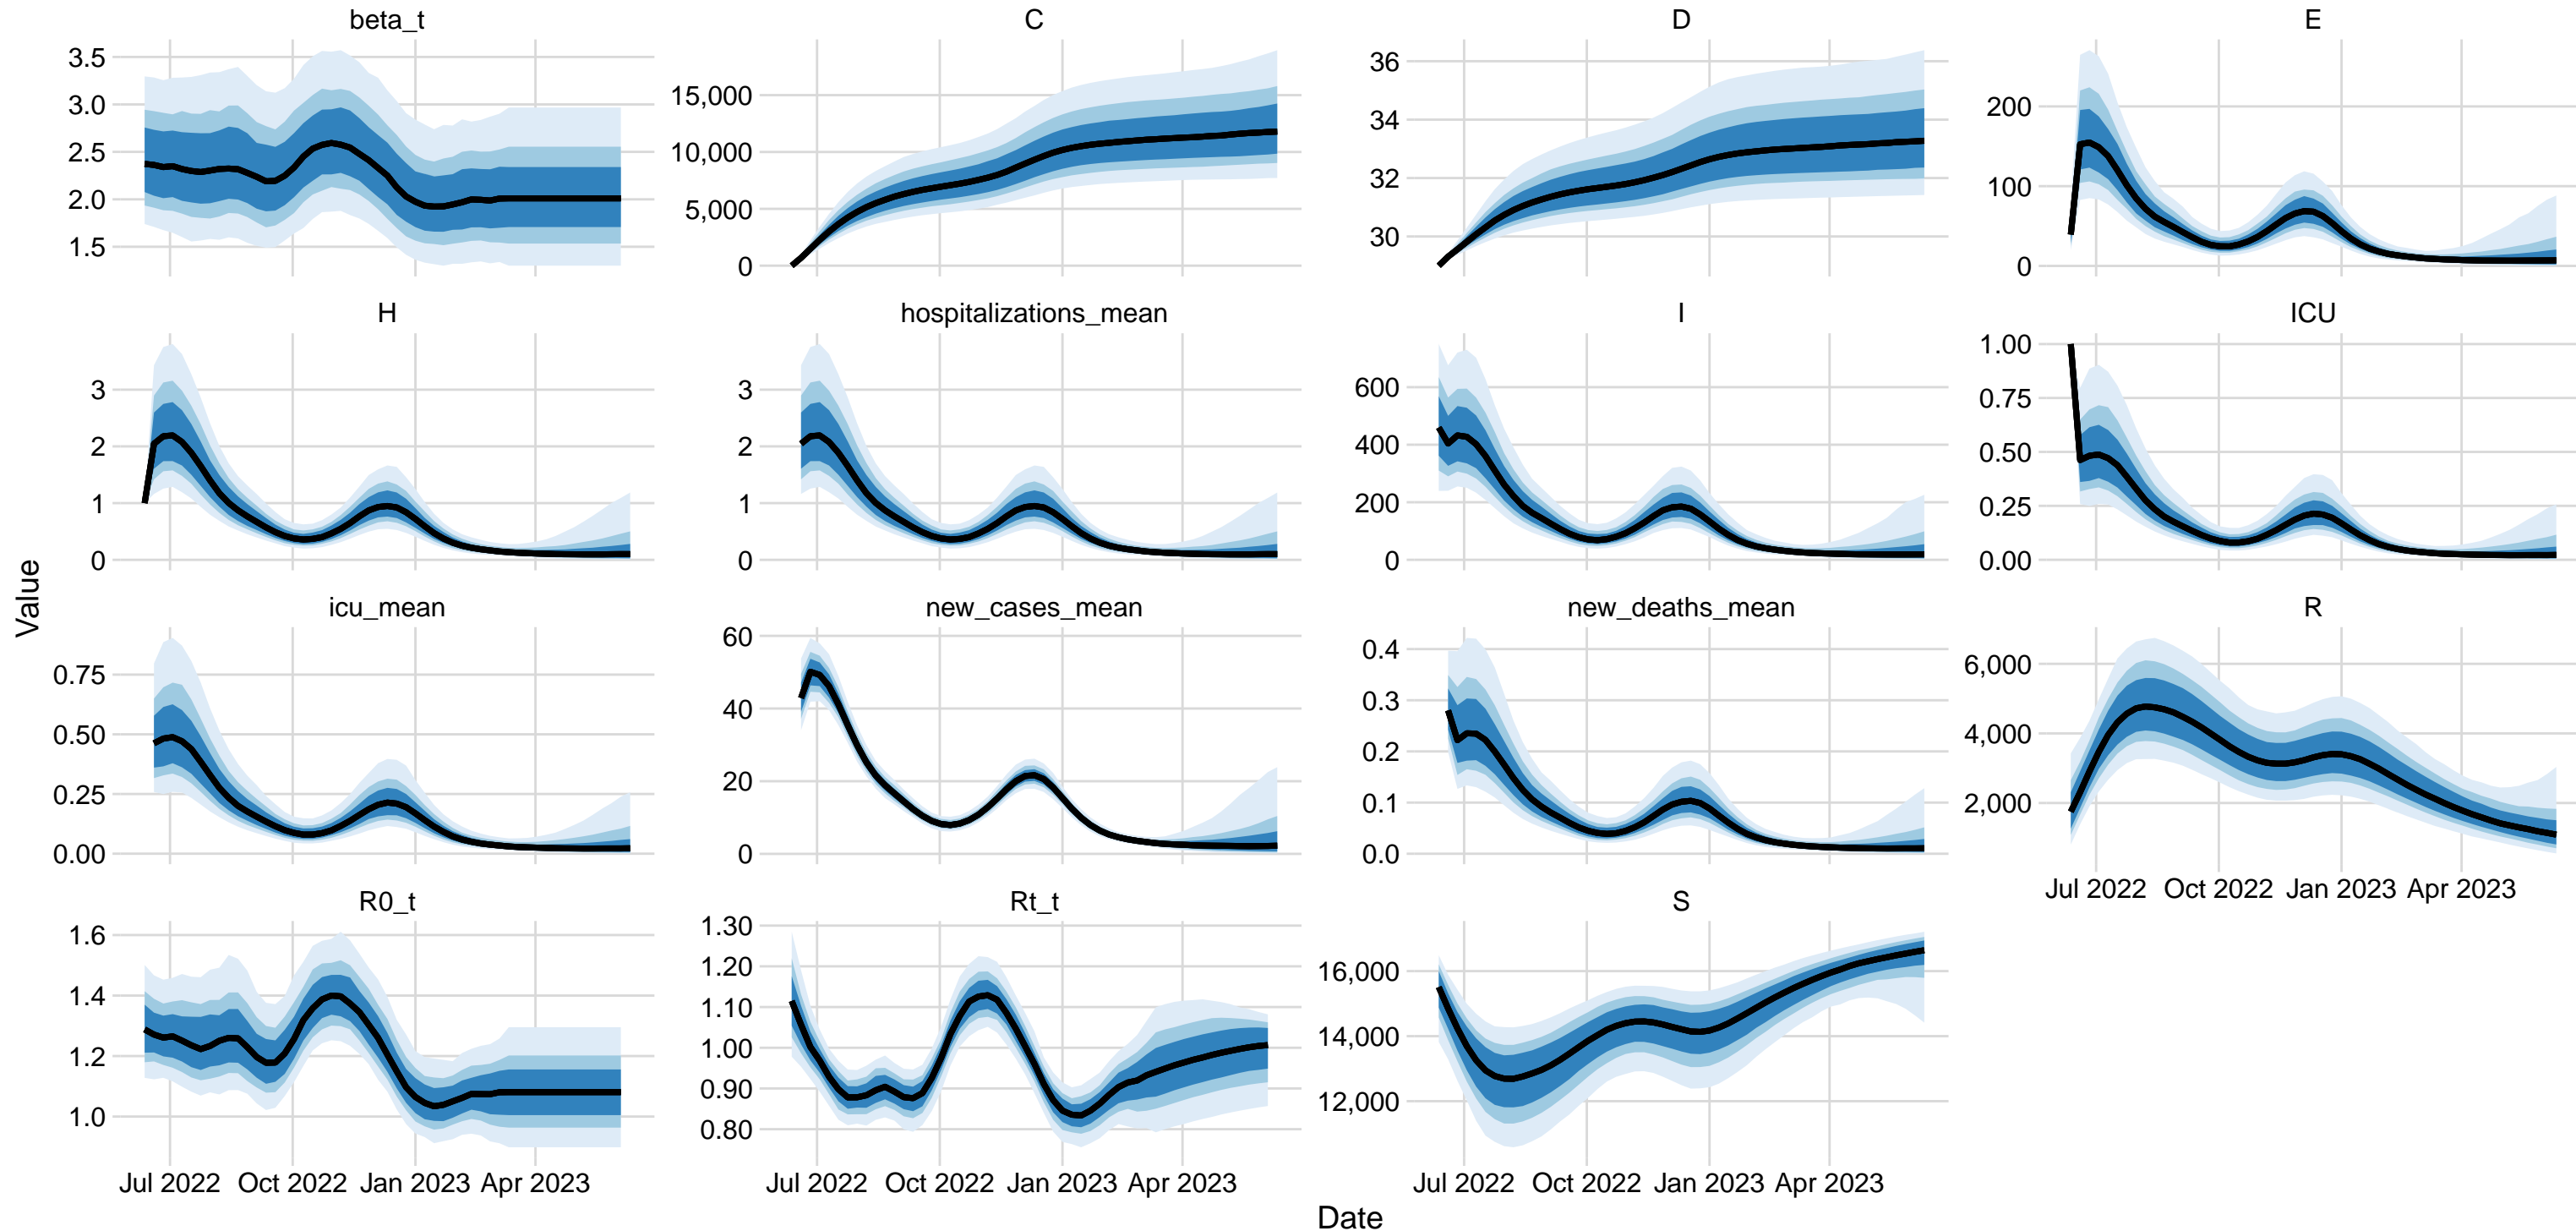 beta_t
C
D
E
3.5
3.0
2.5
2.0
1.5
15,000
10,000
5,000
0
36
34
32
30
200
100
0
H
hospitalizations_mean
I
ICU
3
2
1
0
3
2
1
0
600
400
200
0
1.00
0.75
0.50
0.25
0.00
Value
icu_mean
new_cases_mean
new_deaths_mean
R
0.75
0.50
0.25
0.00
60
40
20
0
0.4
0.3
0.2
0.1
0.0
6,000
4,000
2,000
Jul 2022 Oct 2022 Jan 2023 Apr 2023
R0_t
Rt_t
S
1.6
1.4
1.2
1.0
1.30
1.20
1.10
1.00
0.90
0.80
16,000
14,000
12,000
Jul 2022 Oct 2022 Jan 2023 Apr 2023
Jul 2022 Oct 2022 Jan 2023 Apr 2023
Jul 2022 Oct 2022 Jan 2023 Apr 2023
Date